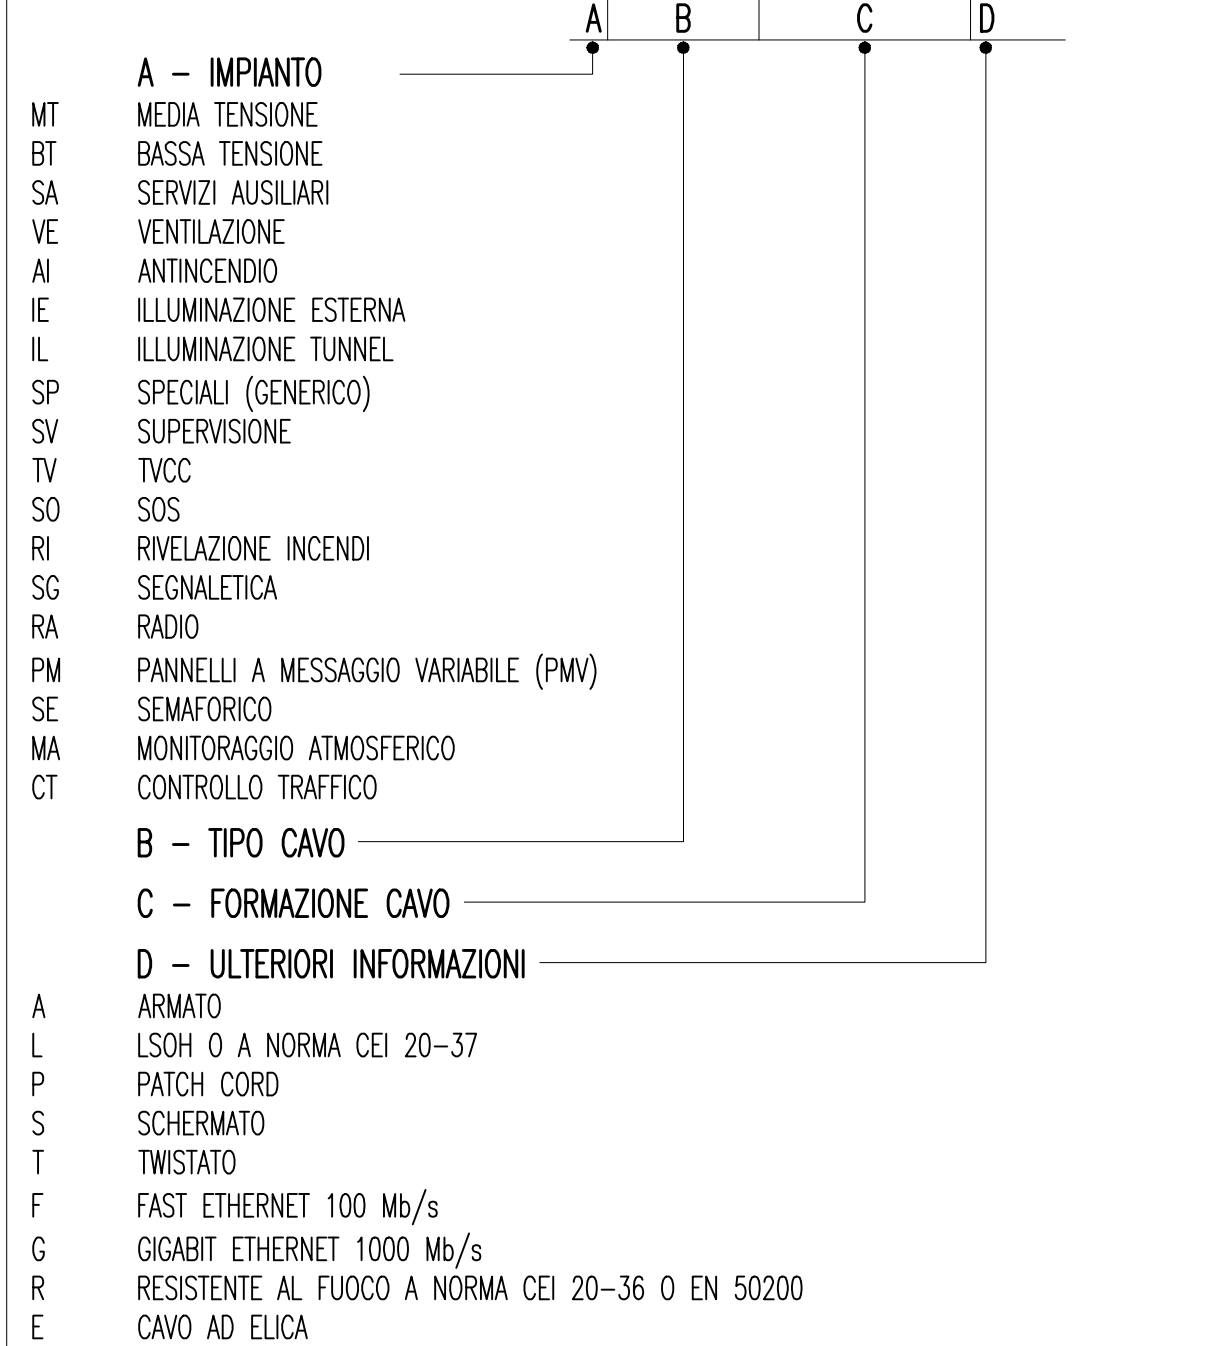 A B C D
A – IMPIANTO
MT MEDIA TENSIONE
BT BASSA TENSIONE
SA SERVIZI AUSILIARI
VE VENTILAZIONE
AI ANTINCENDIO
IE ILLUMINAZIONE ESTERNA
IL ILLUMINAZIONE TUNNEL
SP SPECIALI (GENERICO)
SV SUPERVISIONE
TV TVCC
SO SOS
RI RIVELAZIONE INCENDI
SG SEGNALETICA
RA RADIO
PM PANNELLI A MESSAGGIO VARIABILE (PMV)
SE SEMAFORICO
MA MONITORAGGIO ATMOSFERICO
CT CONTROLLO TRAFFICO
B – TIPO CAVO
C – FORMAZIONE CAVO
D – ULTERIORI INFORMAZIONI
A ARMATO
L LSOH O A NORMA CEI 20–37
P PATCH CORD
S SCHERMATO
T TWISTATO
F FAST ETHERNET 100 Mb/s
G GIGABIT ETHERNET 1000 Mb/s
R RESISTENTE AL FUOCO A NORMA CEI 20–36 O EN 50200
E CAVO AD ELICA